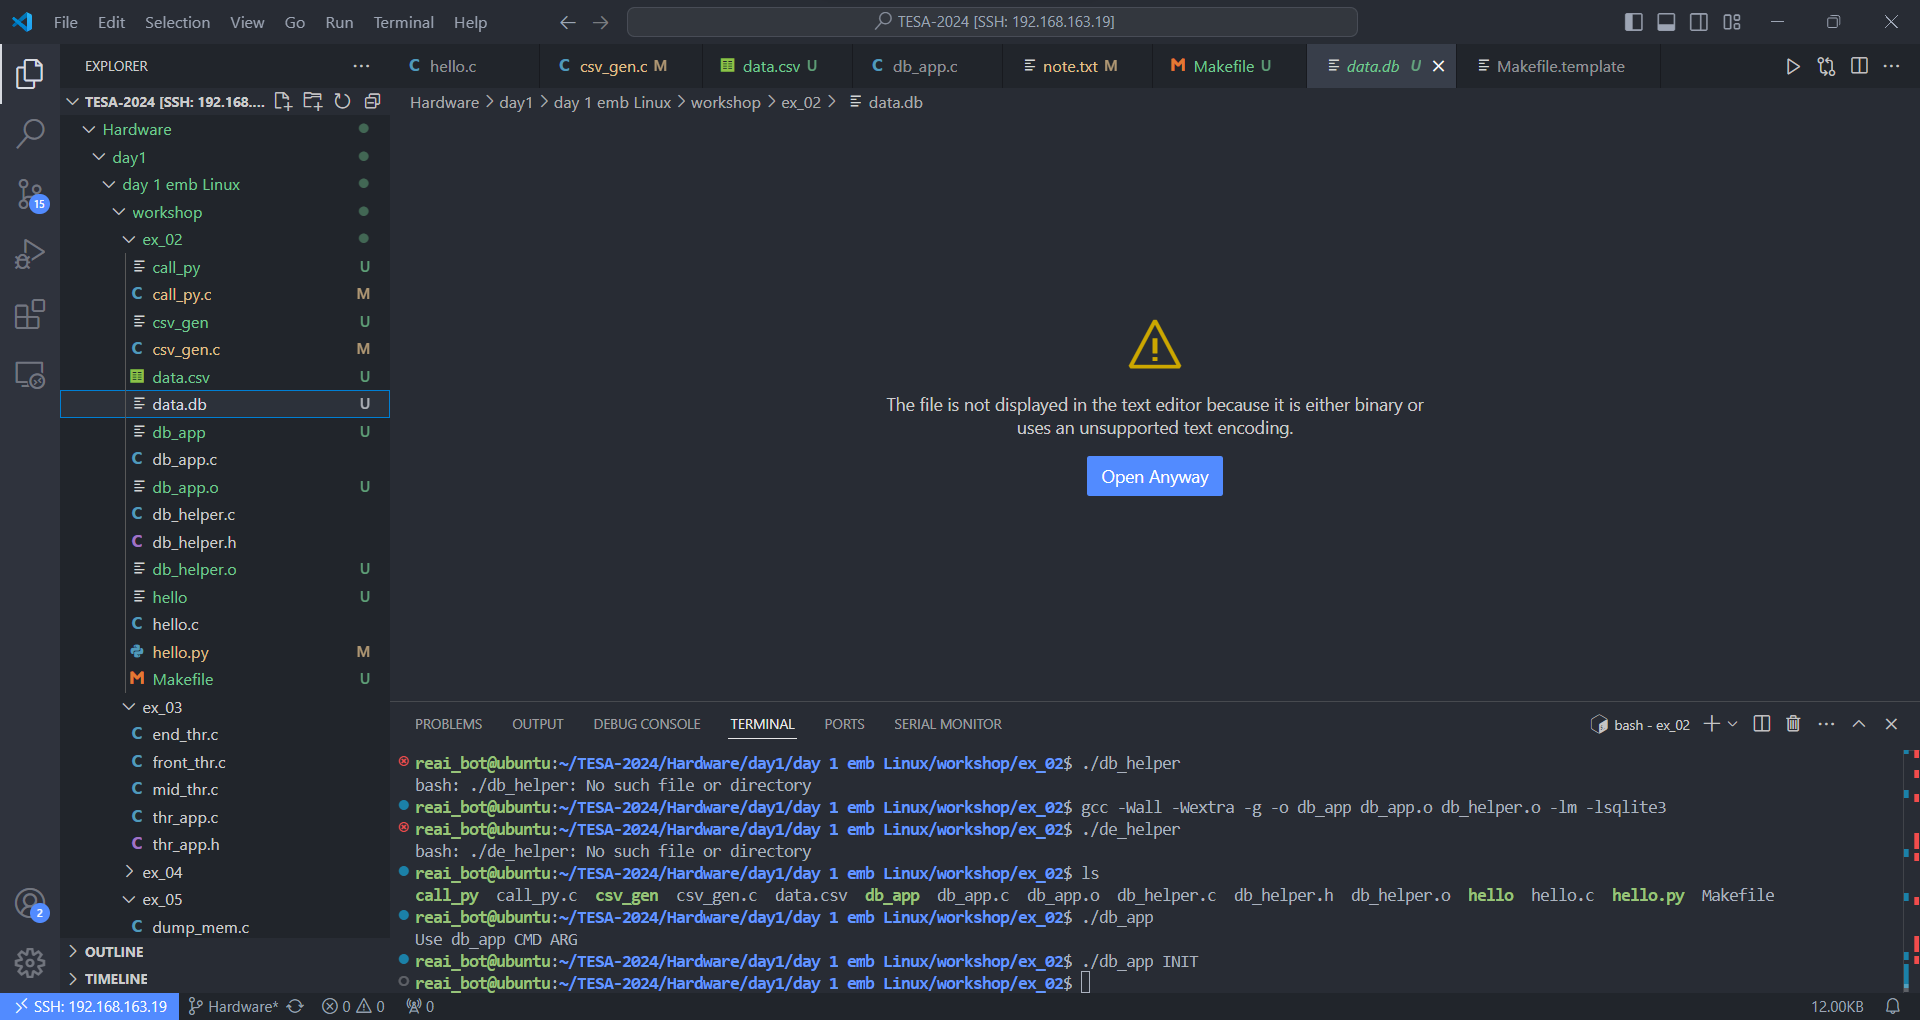 File Edit Selection View Go Run Terminal Help
TESA-2024 [SSH: 192.168.163.19]
EXPLORER
hello.c
csv_gen.c M
data.csv U
db_app.c
note.txt M
Makefile U
data.db U
Makefile.template
TESA-2024 [SSH: 192.168....
Hardware > day1 > day 1 emb Linux > workshop > ex_02 > data.db
Hardware
day1
day 1 emb Linux
workshop
ex_02
call_py U
call_py.c M
csv_gen U
csv_gen.c M
data.csv U
data.db U
db_app U
db_app.c
db_app.o U
db_helper.c
db_helper.h
db_helper.o U
hello U
hello.c
hello.py M
Makefile U
ex_03
end_thr.c
front_thr.c
mid_thr.c
thr_app.c
thr_app.h
ex_04
ex_05
dump_mem.c
OUTLINE
TIMELINE
15
2
The file is not displayed in the text editor because it is either binary or
uses an unsupported text encoding.
Open Anyway
PROBLEMS OUTPUT DEBUG CONSOLE TERMINAL PORTS SERIAL MONITOR
bash - ex_02
reai_bot@ubuntu:~/TESA-2024/Hardware/day1/day 1 emb Linux/workshop/ex_02$ ./db_helper
bash: ./db_helper: No such file or directory
reai_bot@ubuntu:~/TESA-2024/Hardware/day1/day 1 emb Linux/workshop/ex_02$ gcc -Wall -Wextra -g -o db_app db_app.o db_helper.o -lm -lsqlite3
reai_bot@ubuntu:~/TESA-2024/Hardware/day1/day 1 emb Linux/workshop/ex_02$ ./de_helper
bash: ./de_helper: No such file or directory
reai_bot@ubuntu:~/TESA-2024/Hardware/day1/day 1 emb Linux/workshop/ex_02$ ls
call_py call_py.c csv_gen csv_gen.c data.csv db_app db_app.c db_app.o db_helper.c db_helper.h db_helper.o hello hello.c hello.py Makefile
reai_bot@ubuntu:~/TESA-2024/Hardware/day1/day 1 emb Linux/workshop/ex_02$ ./db_app
Use db_app CMD ARG
reai_bot@ubuntu:~/TESA-2024/Hardware/day1/day 1 emb Linux/workshop/ex_02$ ./db_app INIT
reai_bot@ubuntu:~/TESA-2024/Hardware/day1/day 1 emb Linux/workshop/ex_02$
SSH: 192.168.163.19 Hardware* 0 0 0 12.00KB